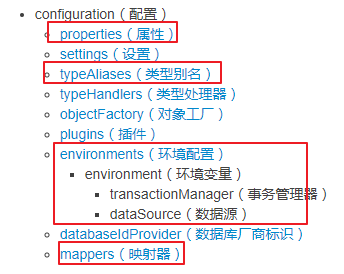 configuration（配置）
properties（属性）
settings（设置）
typeAliases（类型别名）
typeHandlers（类型处理器）
objectFactory（对象工厂）
plugins（插件）
environments（环境配置）
environment（环境变量）
transactionManager（事务管理器）
dataSource（数据源）
databaseIdProvider（数据库厂商标识）
mappers（映射器）